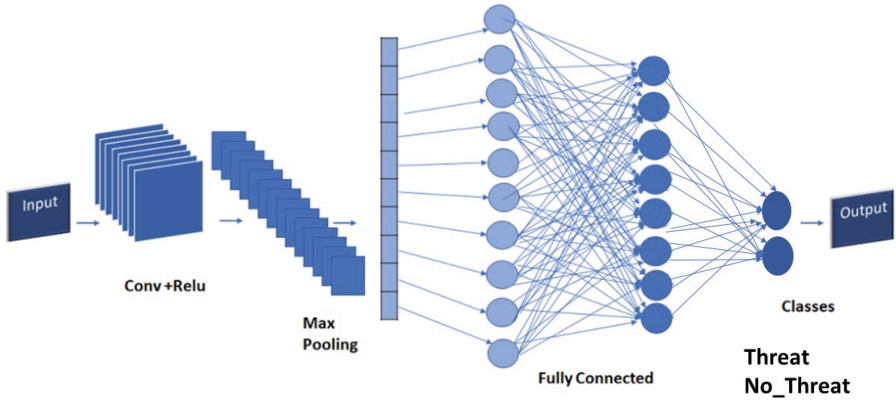 Input
Conv +Relu
Max
Pooling
Fully Connected
Classes
Output
Threat
No_Threat